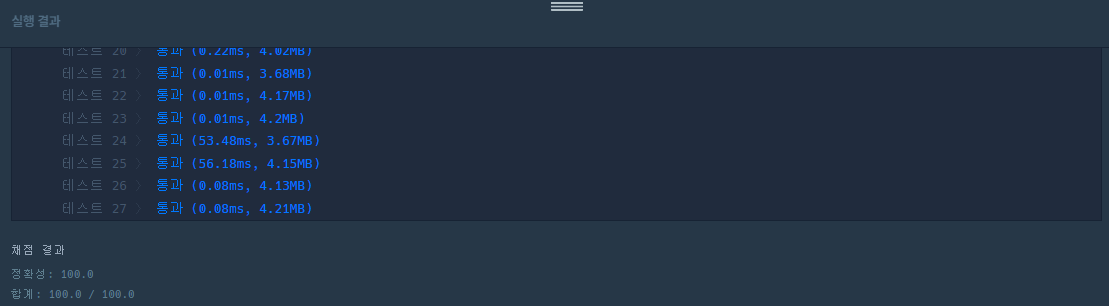 실행 결과
테스트 20 〉 통과 (0.22ms, 4.02MB)
테스트 21 〉 통과 (0.01ms, 3.68MB)
테스트 22 〉 통과 (0.01ms, 4.17MB)
테스트 23 〉 통과 (0.01ms, 4.2MB)
테스트 24 〉 통과 (53.48ms, 3.67MB)
테스트 25 〉 통과 (56.18ms, 4.15MB)
테스트 26 〉 통과 (0.08ms, 4.13MB)
테스트 27 〉 통과 (0.08ms, 4.21MB)
채점 결과
정확성: 100.0
합계: 100.0 / 100.0